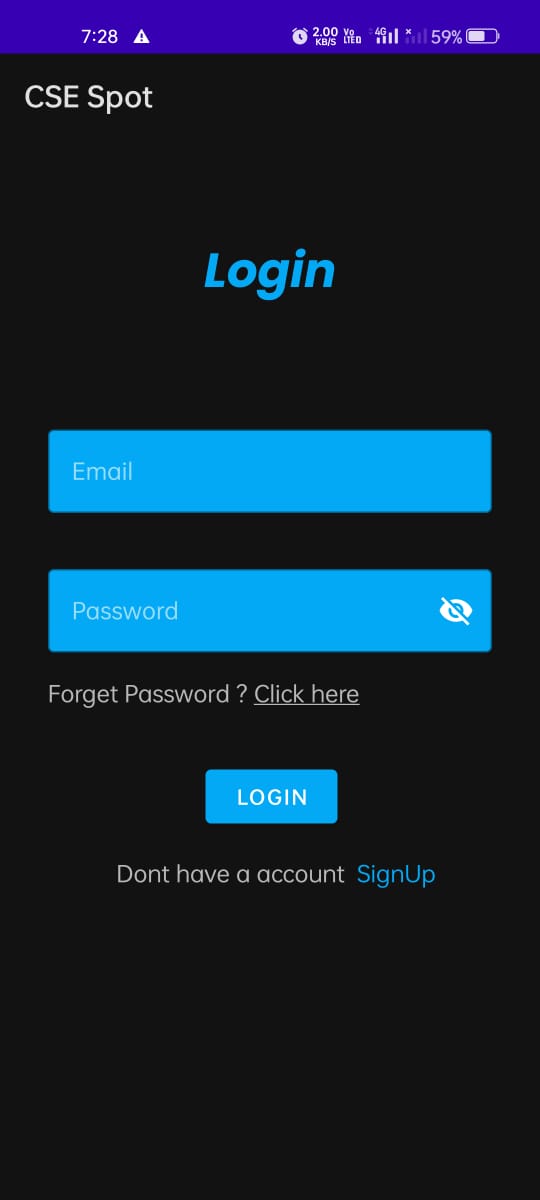 7:28 2.00 KB/S Vo LTED 4G 59%
CSE Spot
Login
Email
Password
Forget Password ? Click here
LOGIN
Dont have a account SignUp